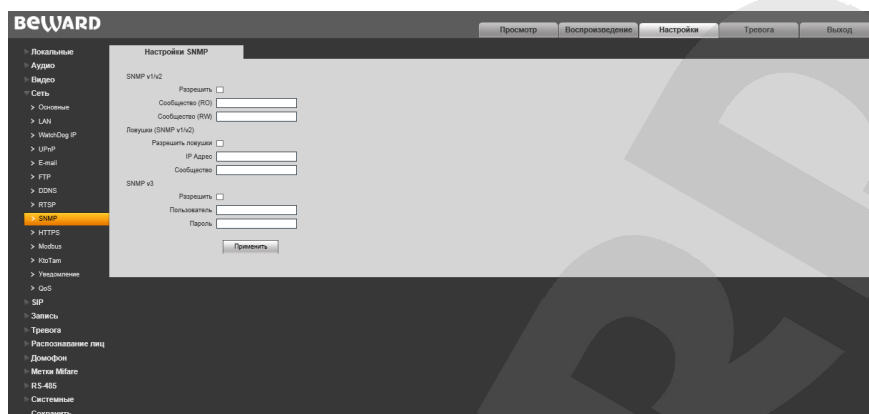 BEWARD
Просмотр
Воспроизведение
Настройки
Тревога
Выход
Локальные
Аудио
Видео
Сеть
Основные
LAN
WatchDog IP
UPnP
E-mail
FTP
DDNS
RTSP
SNMP
HTTPS
Modbus
KtoTam
Уведомление
QoS
SIP
Запись
Тревога
Распознавание лиц
Домофон
Метки Mifare
RS-485
Системные
Сохранить
Настройки SNMP
SNMP v1/v2
Разрешить
Сообщество (RO)
Сообщество (RW)
Ловушки (SNMP v1/v2)
Разрешить ловушки
IP Адрес
Сообщество
SNMP v3
Разрешить
Пользователь
Пароль
Применить